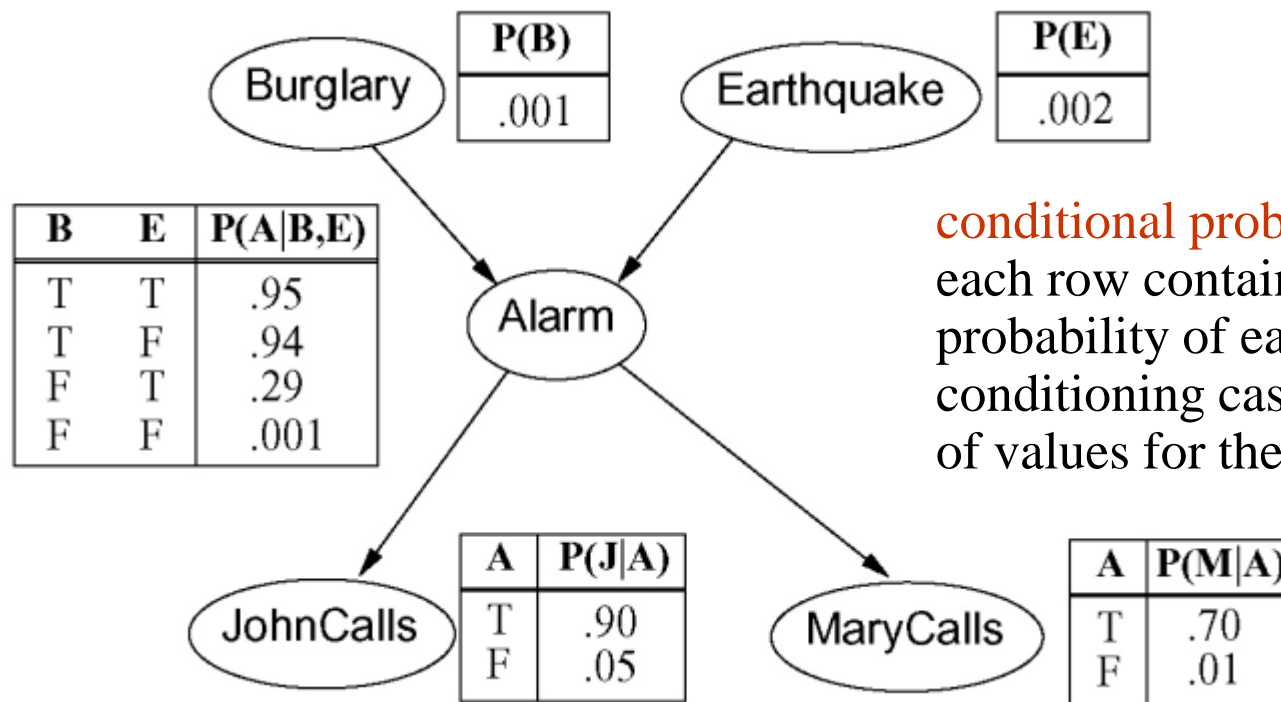 P(B)
.001
Burglary
P(E)
.002
Earthquake
B E P(A|B,E)
T T .95
T F .94
F T .29
F F .001
Alarm
conditional prob
each row contain
probability of ea
conditioning cas
of values for the
JohnCalls
A P(J|A)
T .90
F .05
MaryCalls
A P(M|A)
T .70
F .01